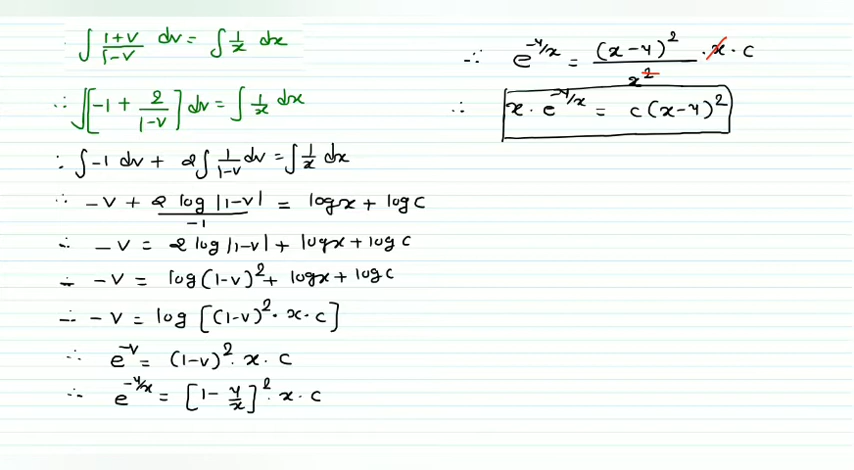 ∫ (1+v)/(1-v) dv = ∫ 1/x dx
∴ ∫[-1 + 2/(1-v)] dv = ∫ 1/x dx
∴ ∫ -1 dv + 2∫ 1/(1-v) dv = ∫ 1/x dx
∴ -v + 2 log |1-v| / -1 = log x + log c
∴ -v = 2 log |1-v| + log x + log c
∴ -v = log (1-v)² + log x + log c
∴ -v = log [(1-v)² · x · c]
∴ e^(-v) = (1-v)² · x · c
∴ e^(-y/x) = [1 - y/x]² · x · c
∴ e^(-y/x) = (x-y)²/x² · x · c
∴ x · e^(-y/x) = c(x-y)²